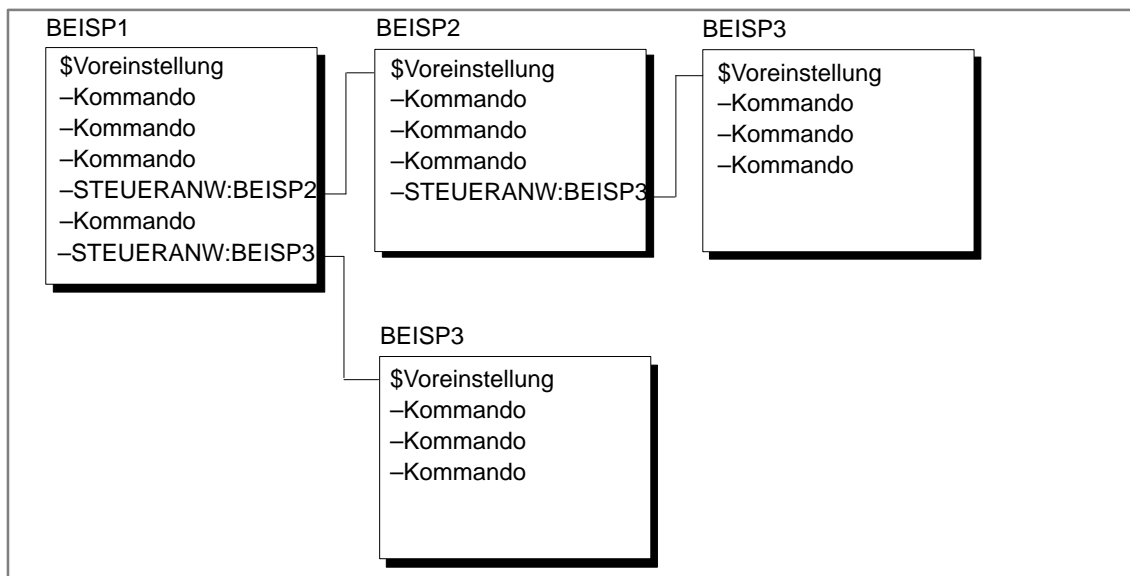 BEISP1
$Voreinstellung
–Kommando
–Kommando
–Kommando
–STEUERANW:BEISP2
–Kommando
–STEUERANW:BEISP3
BEISP2
$Voreinstellung
–Kommando
–Kommando
–Kommando
–STEUERANW:BEISP3
BEISP3
$Voreinstellung
–Kommando
–Kommando
–Kommando
BEISP3
$Voreinstellung
–Kommando
–Kommando
–Kommando